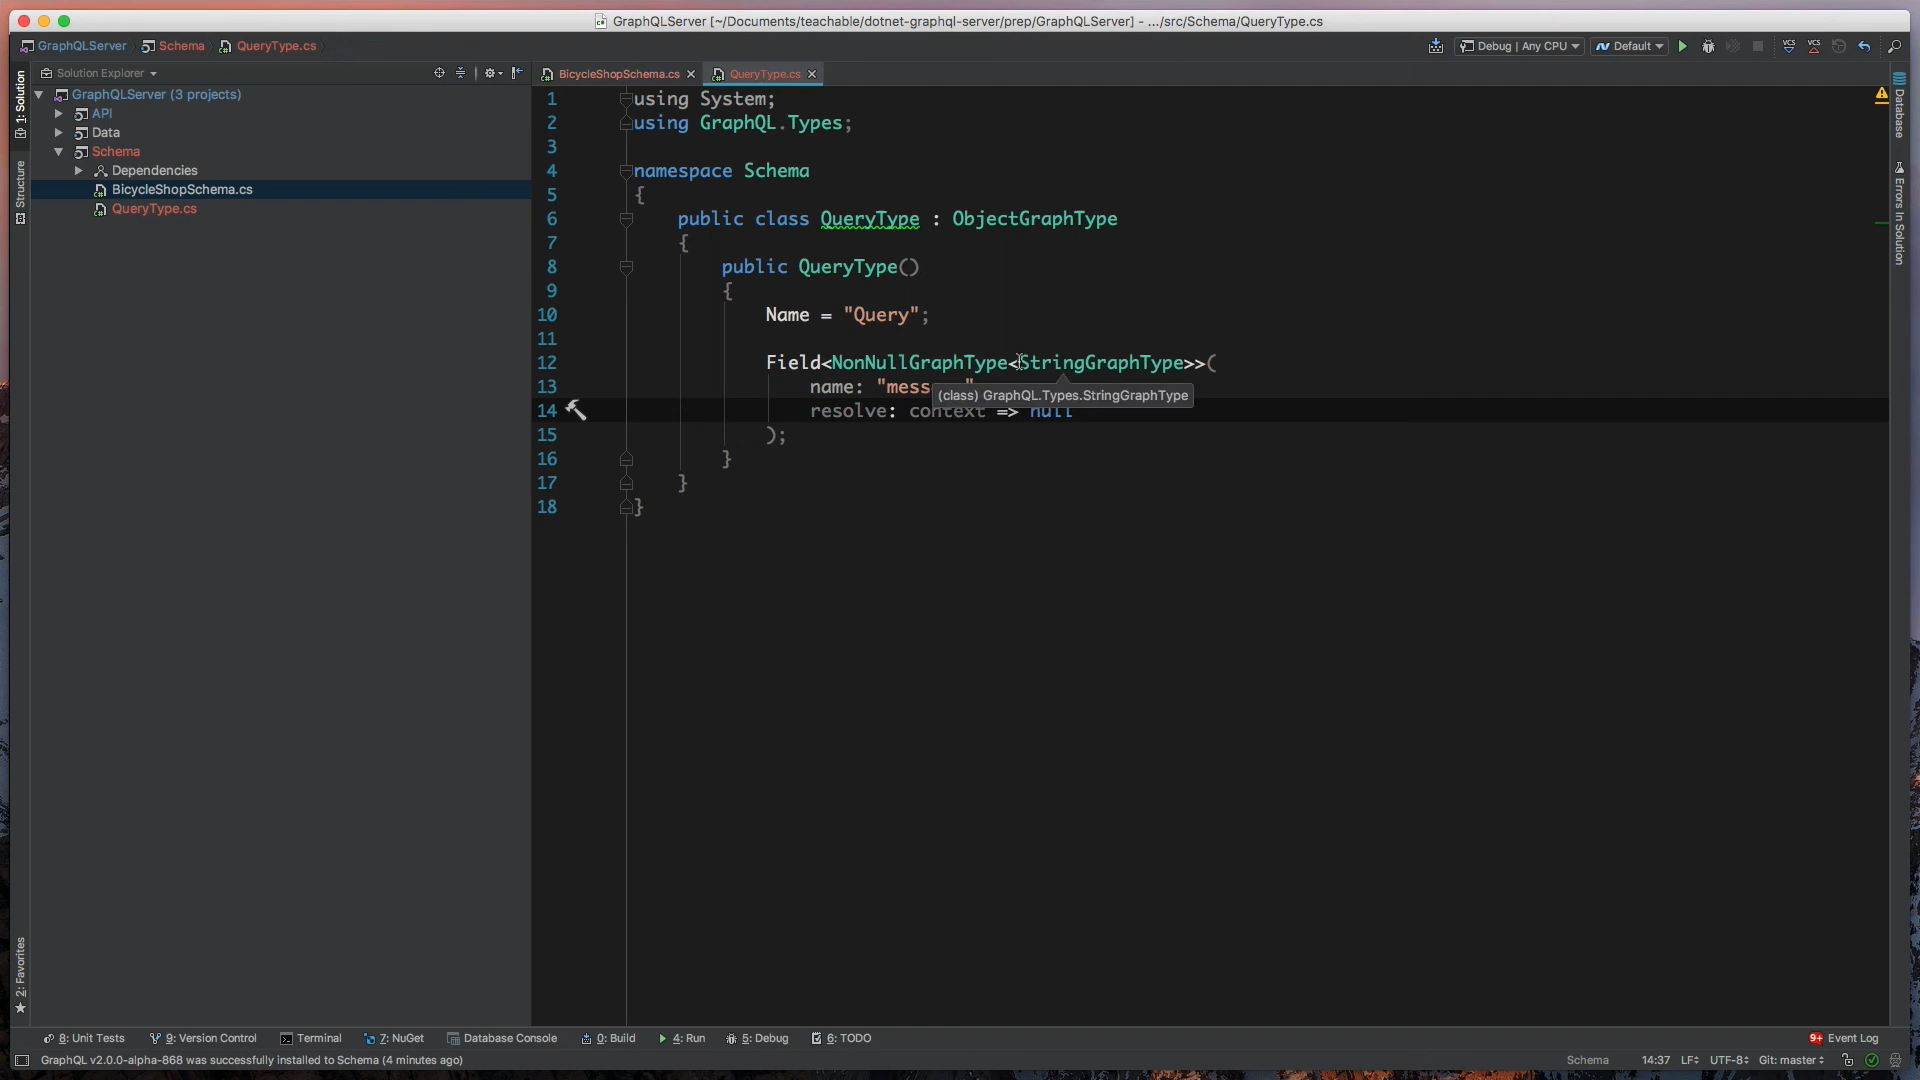 GraphQLServer [~/Documents/teachable/dotnet-graphql-server/prep/GraphQLServer] - .../src/Schema/QueryType.cs
GraphQLServer Schema QueryType.cs
Debug | Any CPU Default
VCS VCS
Solution Explorer
BicycleShopSchema.cs QueryType.cs
1: Solution
Structure
2: Favorites
GraphQLServer (3 projects)
API
Data
Schema
Dependencies
BicycleShopSchema.cs
QueryType.cs
1 using System;
2 using GraphQL.Types;
3
4 namespace Schema
5 {
6 public class QueryType : ObjectGraphType
7 {
8 public QueryType()
9 {
10 Name = "Query";
11
12 Field<NonNullGraphType<StringGraphType>>(
13 name: "mess "
(class) GraphQL.Types.StringGraphType
14 resolve: context => null
15 );
16 }
17 }
18 }
Database
Errors In Solution
8: Unit Tests 9: Version Control Terminal 7: NuGet Database Console 0: Build 4: Run 5: Debug 6: TODO 9+ Event Log
GraphQL v2.0.0-alpha-868 was successfully installed to Schema (4 minutes ago) Schema 14:37 LF UTF-8 Git: master